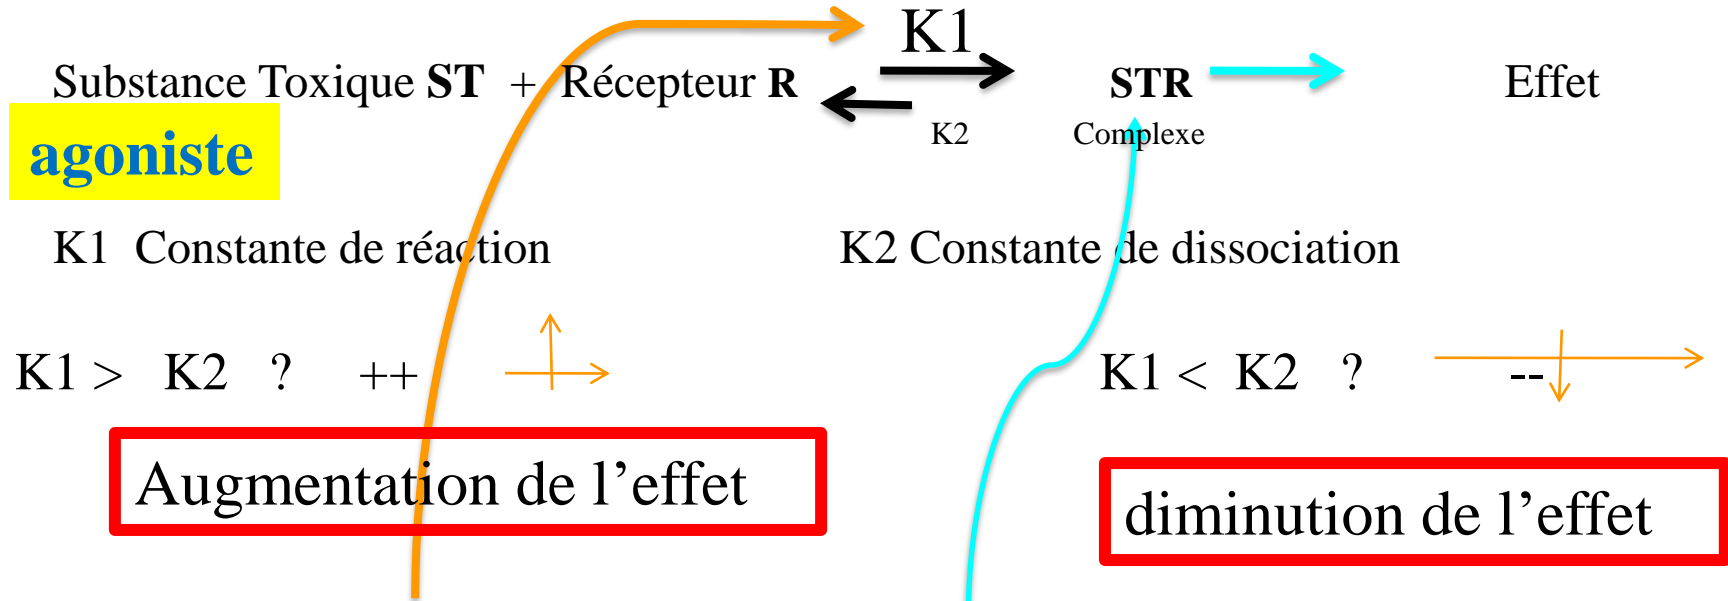 K1
Substance Toxique ST + Récepteur R STR Effet
K2 Complexe
agoniste
K1 Constante de réaction K2 Constante de dissociation
K1 > K2 ? ++ K1 < K2 ? --
Augmentation de l’effet
diminution de l’effet